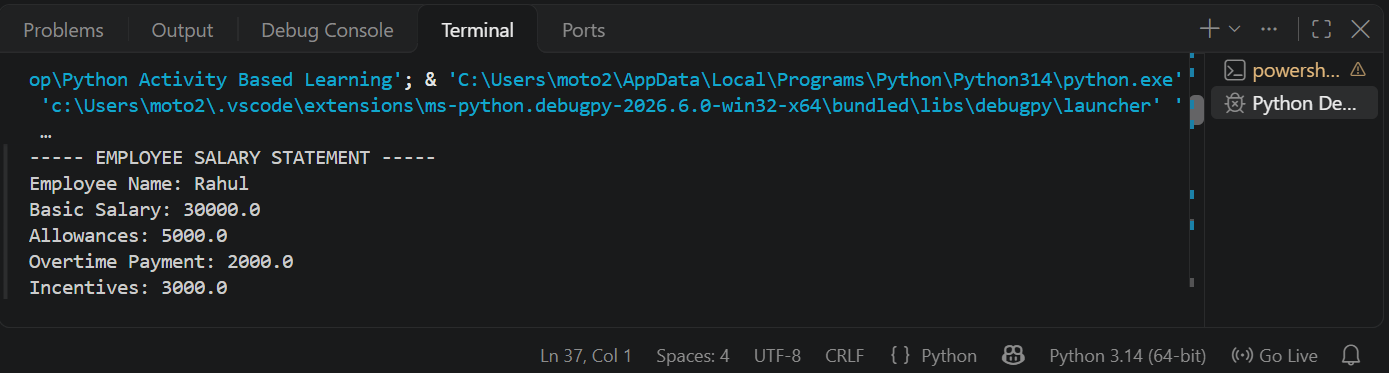 Problems Output Debug Console Terminal Ports
op\Python Activity Based Learning'; & 'C:\Users\moto2\AppData\Local\Programs\Python\Python314\python.exe'
'c:\Users\moto2\.vscode\extensions\ms-python.debugpy-2026.6.0-win32-x64\bundled\libs\debugpy\launcher' '
…
----- EMPLOYEE SALARY STATEMENT -----
Employee Name: Rahul
Basic Salary: 30000.0
Allowances: 5000.0
Overtime Payment: 2000.0
Incentives: 3000.0
powersh...
Python De...
Ln 37, Col 1 Spaces: 4 UTF-8 CRLF { } Python Python 3.14 (64-bit) Go Live